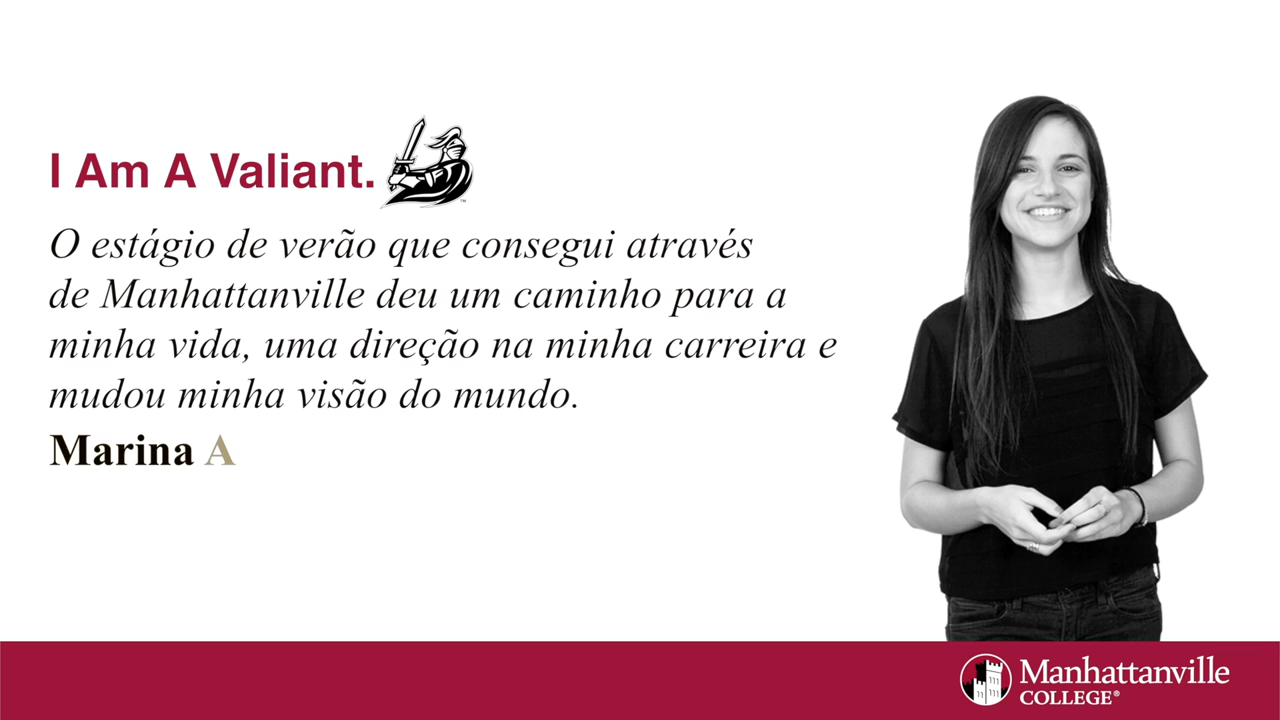 I Am A Valiant.
O estágio de verão que consegui através
de Manhattanville deu um caminho para a
minha vida, uma direção na minha carreira e
mudou minha visão do mundo.
Marina A
Manhattanville
COLLEGE®